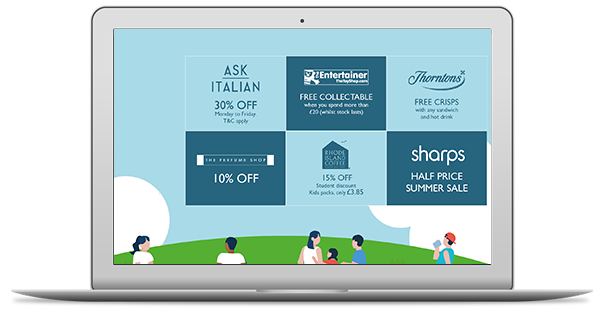 ASK
ITALIAN
30% OFF
Monday to Friday
T&C apply
The Entertainer
TheToyShop.com
FREE COLLECTABLE
when you spend more than
£20 (whilst stock lasts)
Thorntons
FREE CRISPS
with any sandwich
and hot drink
THE PERFUME SHOP
10% OFF
RHODE
ISLAND
COFFEE
15% OFF
Student discount
Kids packs, only £3.85
sharps
HALF PRICE
SUMMER SALE